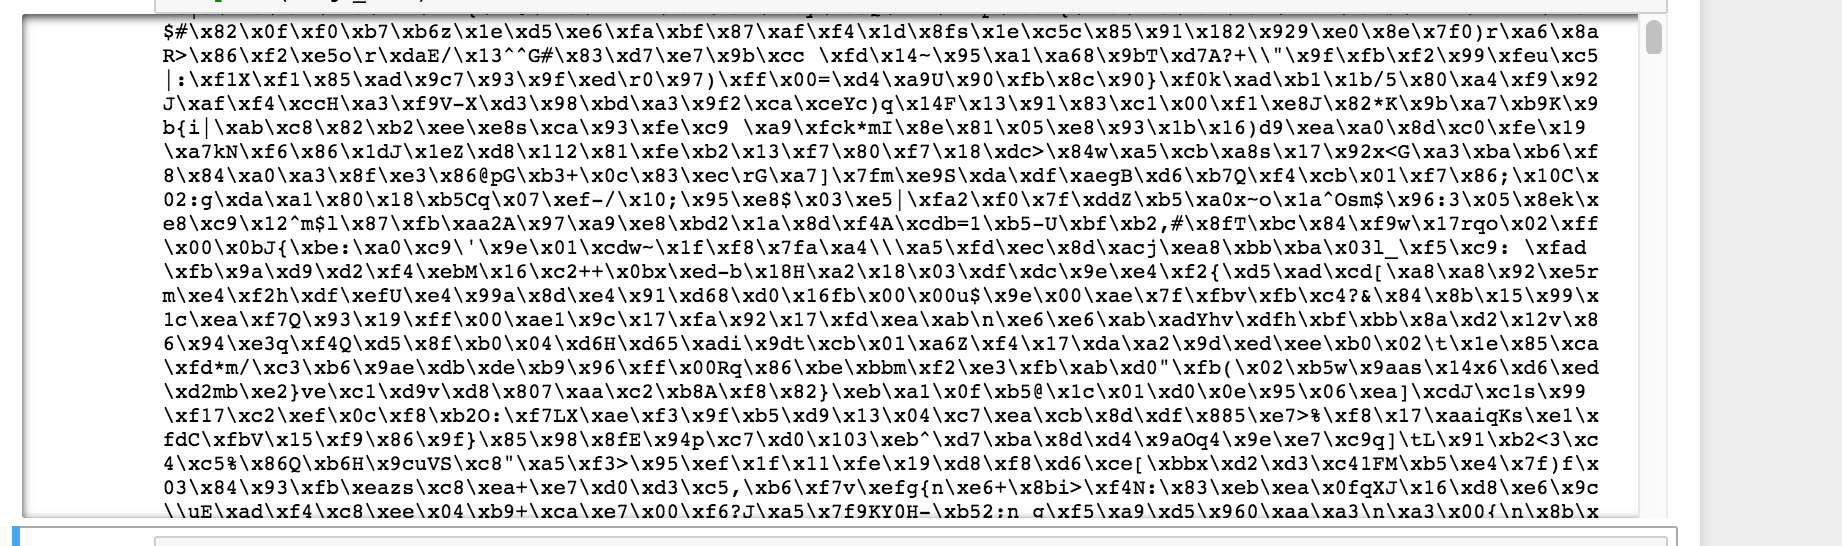 $#\x82\x0f\xf0\xb7\xb6z\x1e\xd5\xe6\xfa\xbf\x87\xaf\xf4\x1d\x8fs\x1e\xc5c\x85\x91\x182\x929\xe0\x8e\x7f0)r\xa6\x8a
R>\x86\xf2\xe5o\r\xdaE/\x13^^G#\x83\xd7\xe7\x9b\xcc \xfd\x14~\x95\xa1\xa68\x9bT\xd7A?+\\"\x9f\xfb\xf2\x99\xfeu\xc5
|:\xf1X\xf1\x85\xad\x9c7\x93\x9f\xed\r0\x97)\xff\x00=\xd4\xa9U\x90\xfb\x8c\x90}\xf0k\xad\xb1\x1b/5\x80\xa4\xf9\x92
J\xaf\xf4\xccH\xa3\xf9V-X\xd3\x98\xbd\xa3\x9f2\xca\xceYc)q\x14F\x13\x91\x83\xc1\x00\xf1\xe8J\x82*K\x9b\xa7\xb9K\x9
b{i|\xab\xc8\x82\xb2\xee\xe8s\xca\x93\xfe\xc9 \xa9\xfck*mI\x8e\x81\x05\xe8\x93\x1b\x16)d9\xea\xa0\x8d\xc0\xfe\x19
\xa7kN\xf6\x86\x1dJ\x1eZ\xd8\x112\x81\xfe\xb2\x13\xf7\x80\xf7\x18\xdc>\x84w\xa5\xcb\xa8s\x17\x92x<G\xa3\xba\xb6\xf
8\x84\xa0\xa3\x8f\xe3\x86@pG\xb3+\x0c\x83\xec\rG\xa7]\x7fm\xe9S\xda\xdf\xaegB\xd6\xb7Q\xf4\xcb\x01\xf7\x86;\x10C\x
02:g\xda\xa1\x80\x18\xb5Cq\x07\xef-/\x10;\x95\xe8$\x03\xe5|\xfa2\xf0\x7f\xddZ\xb5\xa0x~o\x1a^Osm$\x96:3\x05\x8ek\x
e8\xc9\x12^m$l\x87\xfb\xaa2A\x97\xa9\xe8\xbd2\x1a\x8d\xf4A\xcdb=1\xb5-U\xbf\xb2,#\x8fT\xbc\x84\xf9w\x17rqo\x02\xff
\x00\x0bJ{\xbe:\xa0\xc9\'\x9e\x01\xcdw~\x1f\xf8\x7fa\xa4\\\xa5\xfd\xec\x8d\xacj\xea8\xbb\xba\x03l_\xf5\xc9: \xfad
\xfb\x9a\xd9\xd2\xf4\xebM\x16\xc2++\x0bx\xed-b\x18H\xa2\x18\x03\xdf\xdc\x9e\xe4\xf2{\xd5\xad\xcd[\xa8\xa8\x92\xe5r
m\xe4\xf2h\xdf\xefU\xe4\x99a\x8d\xe4\x91\xd68\xd0\x16fb\x00\x00u$\x9e\x00\xae\x7f\xfbv\xfb\xc4?&\x84\x8b\x15\x99\x
1c\xea\xf7Q\x93\x19\xff\x00\xael\x9c\x17\xfa\x92\x17\xfd\xea\xab\n\xe6\xe6\xab\xadYhv\xdfh\xbf\xbb\x8a\xd2\x12v\x8
6\x94\xe3q\xf4Q\xd5\x8f\xb0\x04\xd6H\xd65\xadi\x9dt\xcb\x01\xa6Z\xf4\x17\xda\xa2\x9d\xed\xee\xb0\x02\t\x1e\x85\xca
\xfd*m/\xc3\xb6\x9ae\xdb\xde\xb9\x96\xff\x00Rq\x86\xbe\xbbm\xf2\xe3\xfb\xab\xd0"\xfb(\x02\xb5w\x9aas\x14x6\xd6\xed
\xd2mb\xe2}ve\xc1\xd9v\xd8\x807\xaa\xc2\xb8A\xf8\x82}\xeb\xa1\x0f\xb5@\x1c\x01\xd0\x0e\x95\x06\xea]\xcdJ\xc1s\x99
\xf17\xc2\xef\x0c\xf8\xb2O:\xf7LX\xae\xf3\x9f\xb5\xd9\x13\x04\xc7\xea\xcb\x8d\xdf\x885\xe7>%\xf8\x17\xaaiqKs\xe1\x
fdC\xfbV\x15\xf9\x86\x9f}\x85\x98\x8fE\x94p\xc7\xd0\x103\xeb^\xd7\xba\x8d\xd4\x9aOq4\x9e\xe7\xc9q]\tL\x91\xb2<3\xc
4\xc5%\x86Q\xb6H\x9cuVS\xc8"\xa5\xf3>\x95\xef\x1f\x11\xfe\x19\xd8\xf8\xd6\xce[\xbbx\xd2\xd3\xc41FM\xb5\xe4\x7f)f\x
03\x84\x93\xfb\xeazs\xc8\xea+\xe7\xd0\xd3\xc5,\xb6\xf7v\xefg{n\xe6+\x8bi>\xf4N:\x83\xeb\xea\x0fqXJ\x16\xd8\xe6\x9c
\\uE\xad\xf4\xc8\xee\x04\xb9+\xca\xe7\x00\xf6?J\xa5\x7f9KY0H-\xb52:n g\xf5\xa9\xd5\x960\xaa\xa3\n\xa3\x00{\n\x8b\x